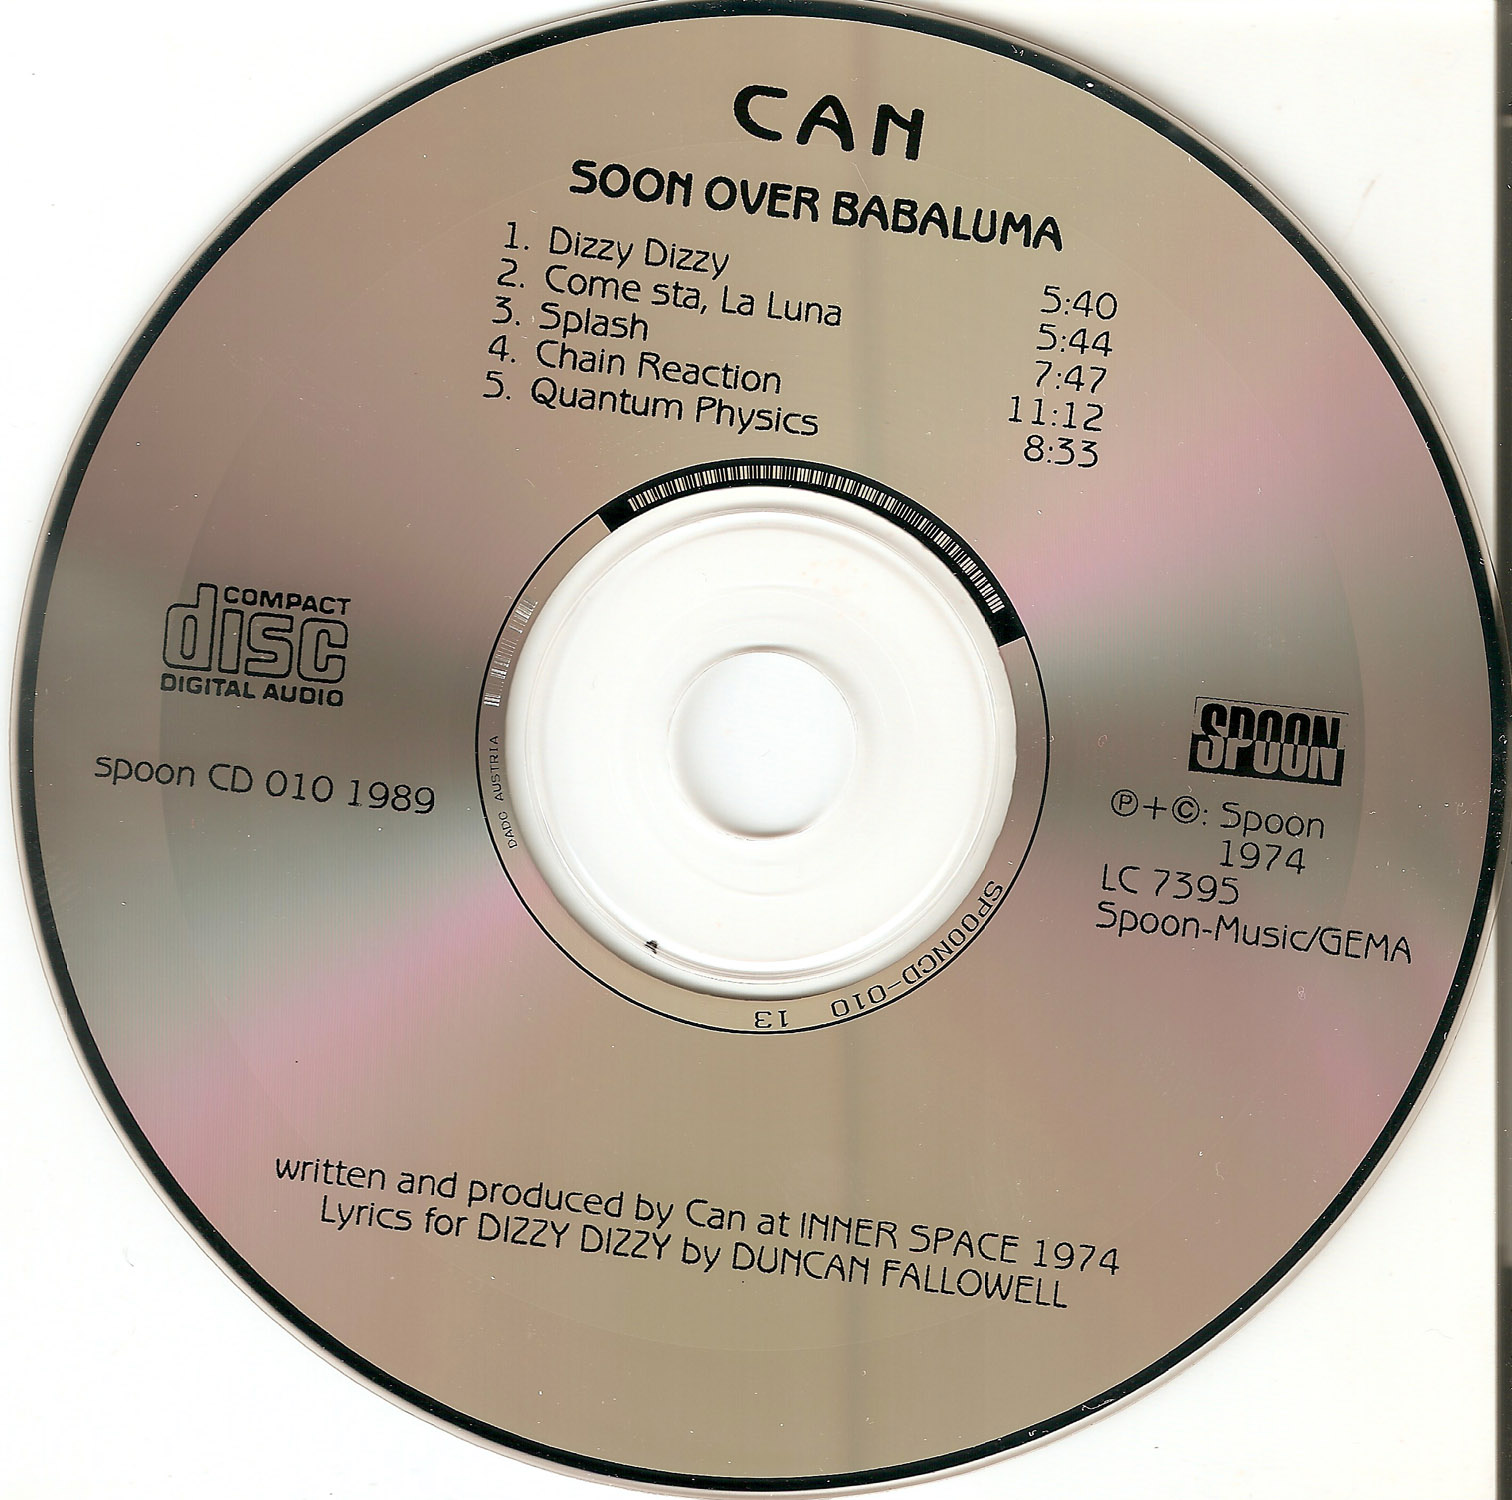 CAN
SOON OVER BABALUMA
1. Dizzy Dizzy 5:40
2. Come sta, La Luna 5:44
3. Splash 7:47
4. Chain Reaction 11:12
5. Quantum Physics 8:33
COMPACT
disc
DIGITAL AUDIO
spoon CD 010 1989
SPOON
Ⓟ+©: Spoon
1974
LC 7395
Spoon-Music/GEMA
DADC AUSTRIA
SPOONCD-010 13
written and produced by Can at INNER SPACE 1974
Lyrics for DIZZY DIZZY by DUNCAN FALLOWELL